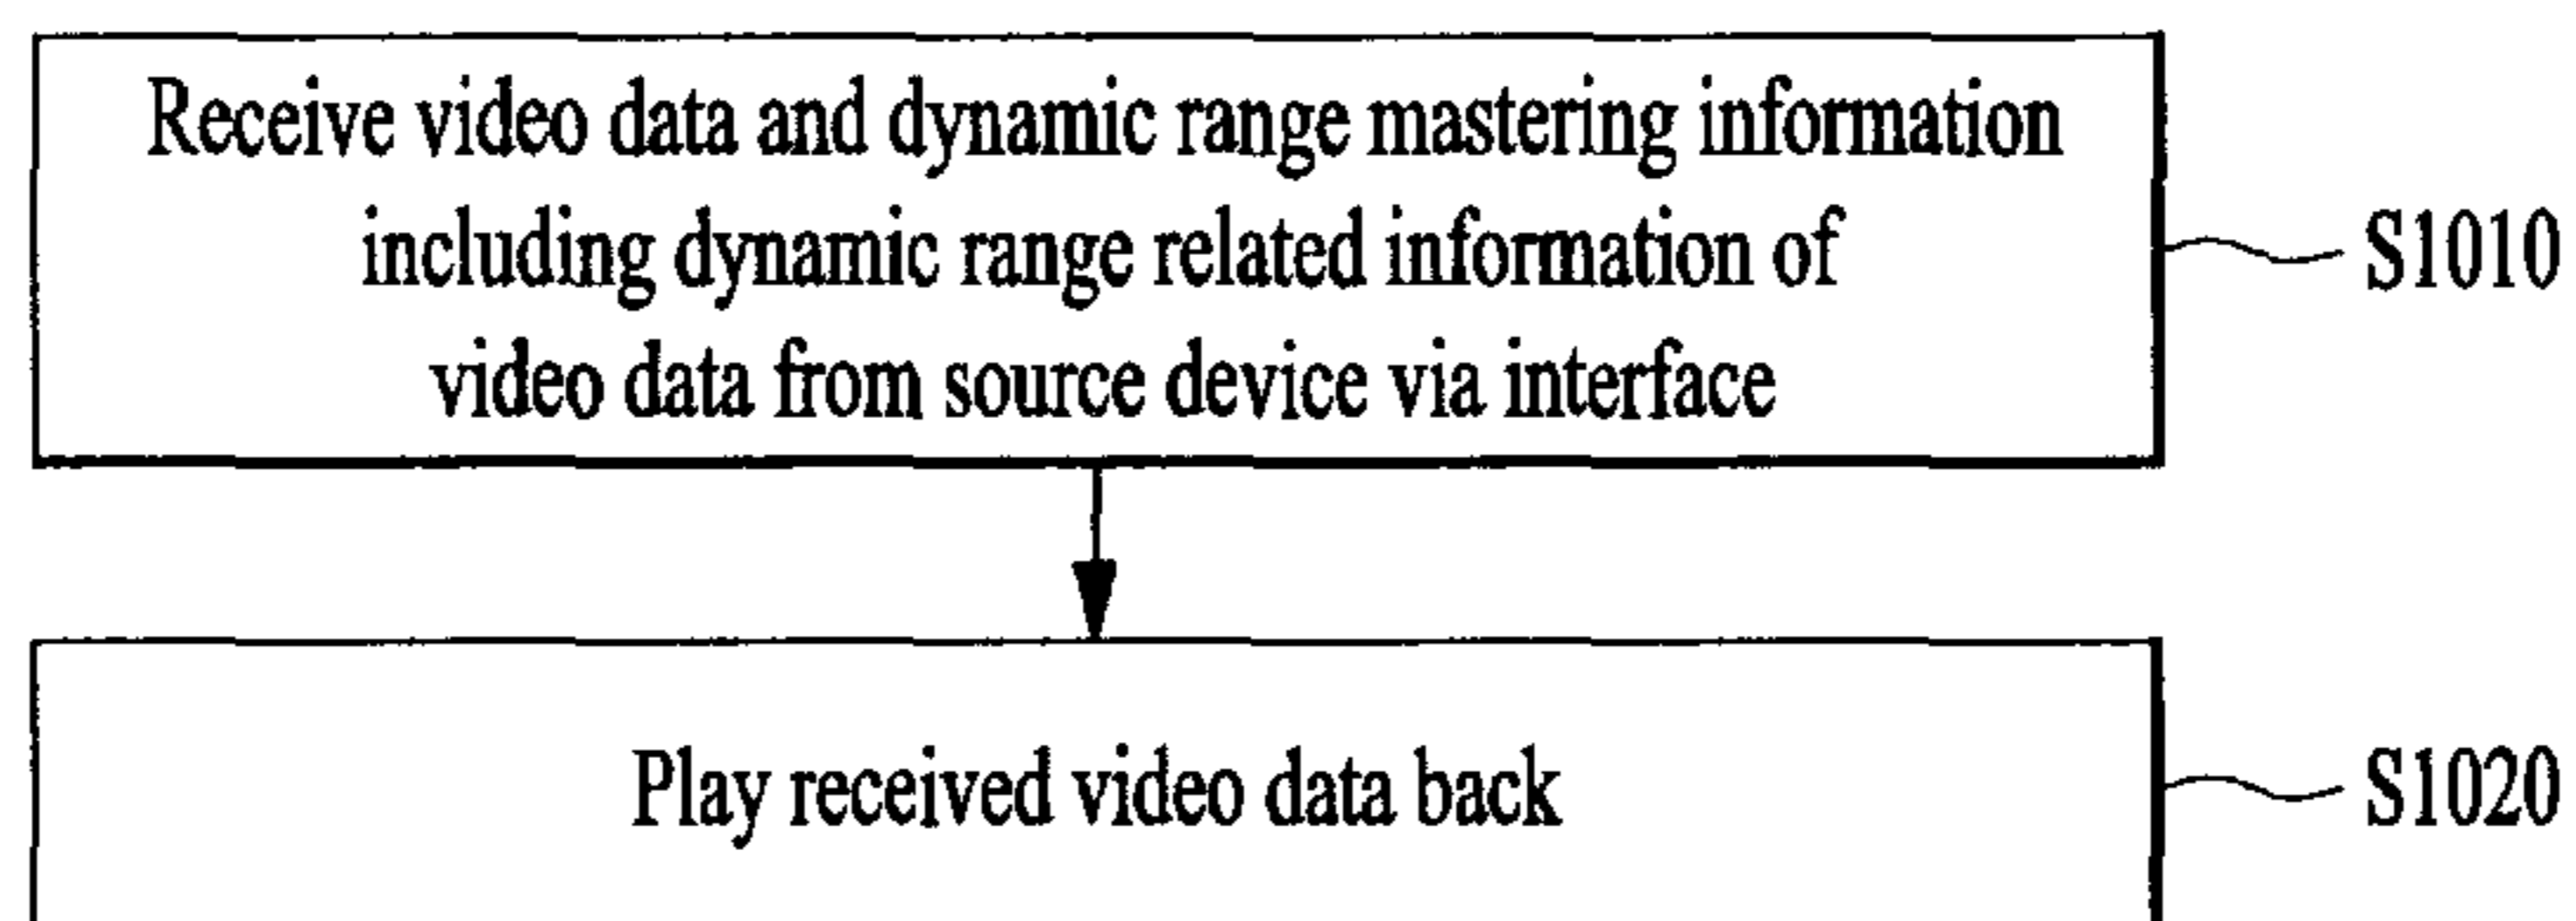 Receive video data and dynamic range mastering information
including dynamic range related information of
video data from source device via interface
S1010
Play received video data back
S1020